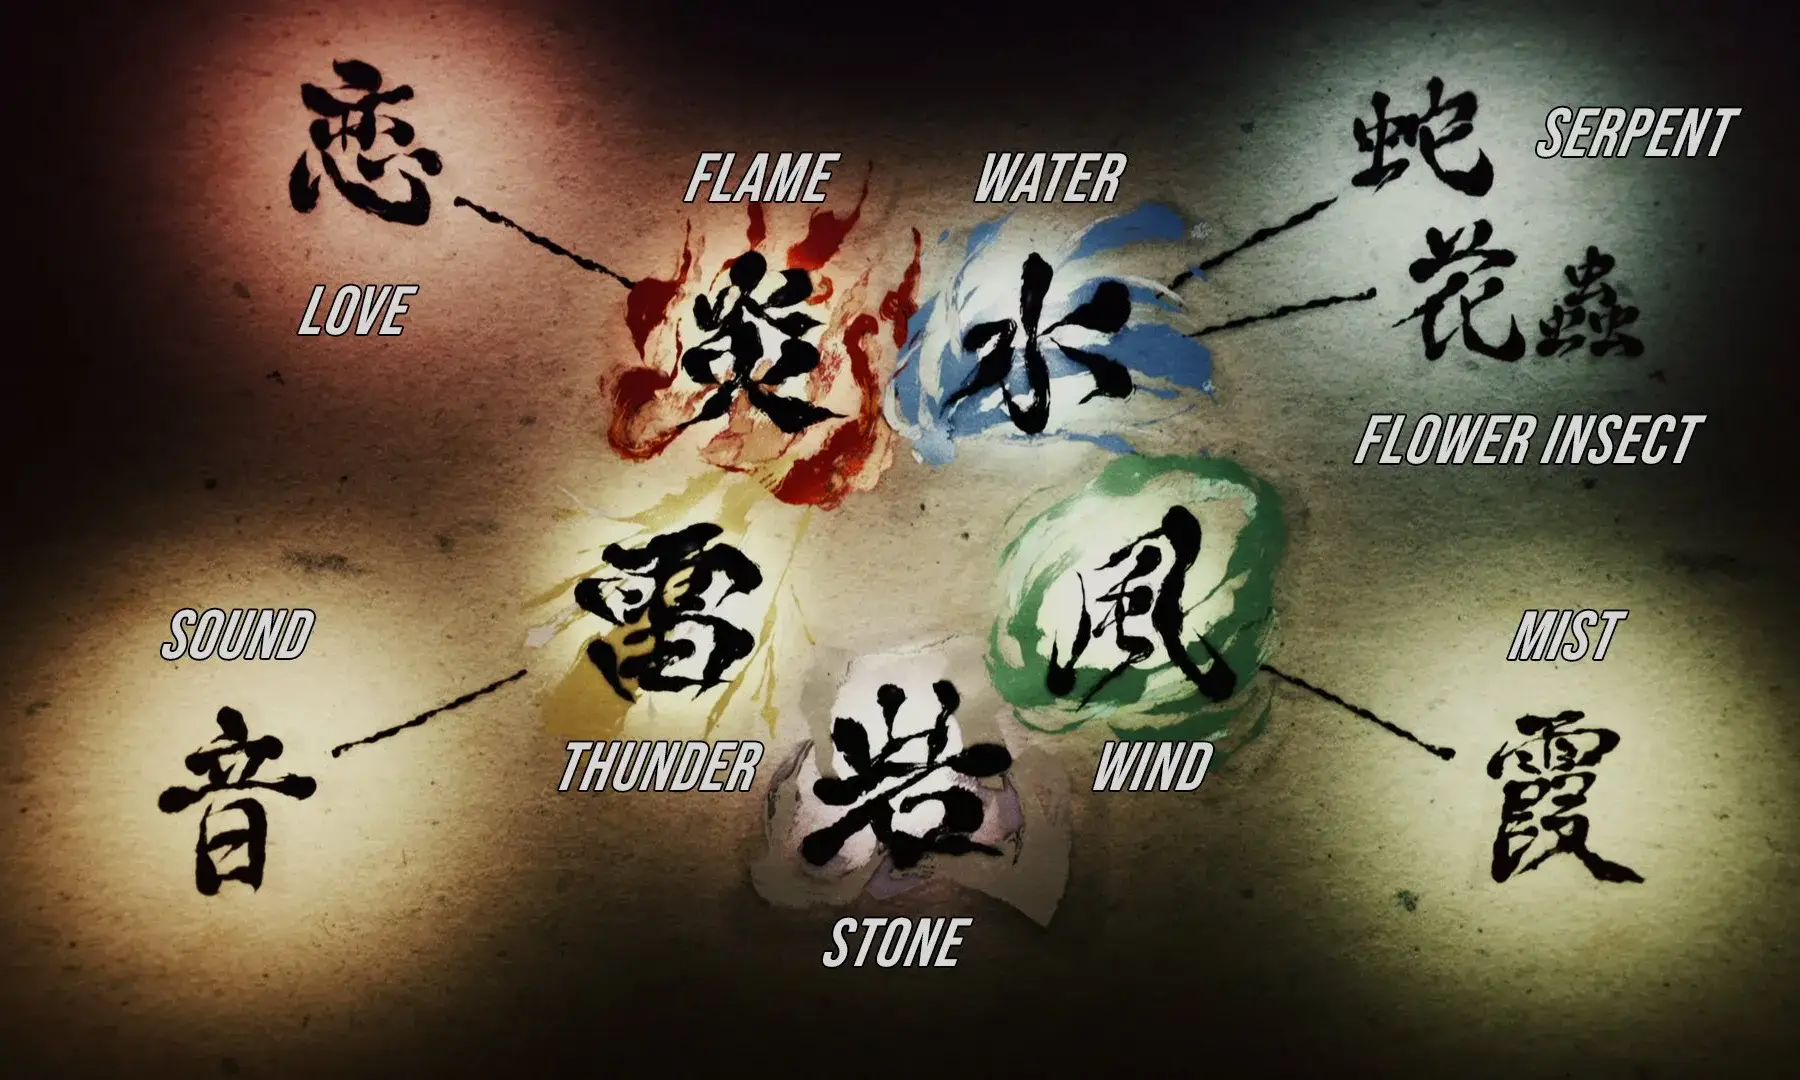 恋
LOVE
FLAME
炎
WATER
水
蛇
SERPENT
花蟲
FLOWER INSECT
SOUND
音
雷
THUNDER
風
WIND
MIST
霞
岩
STONE